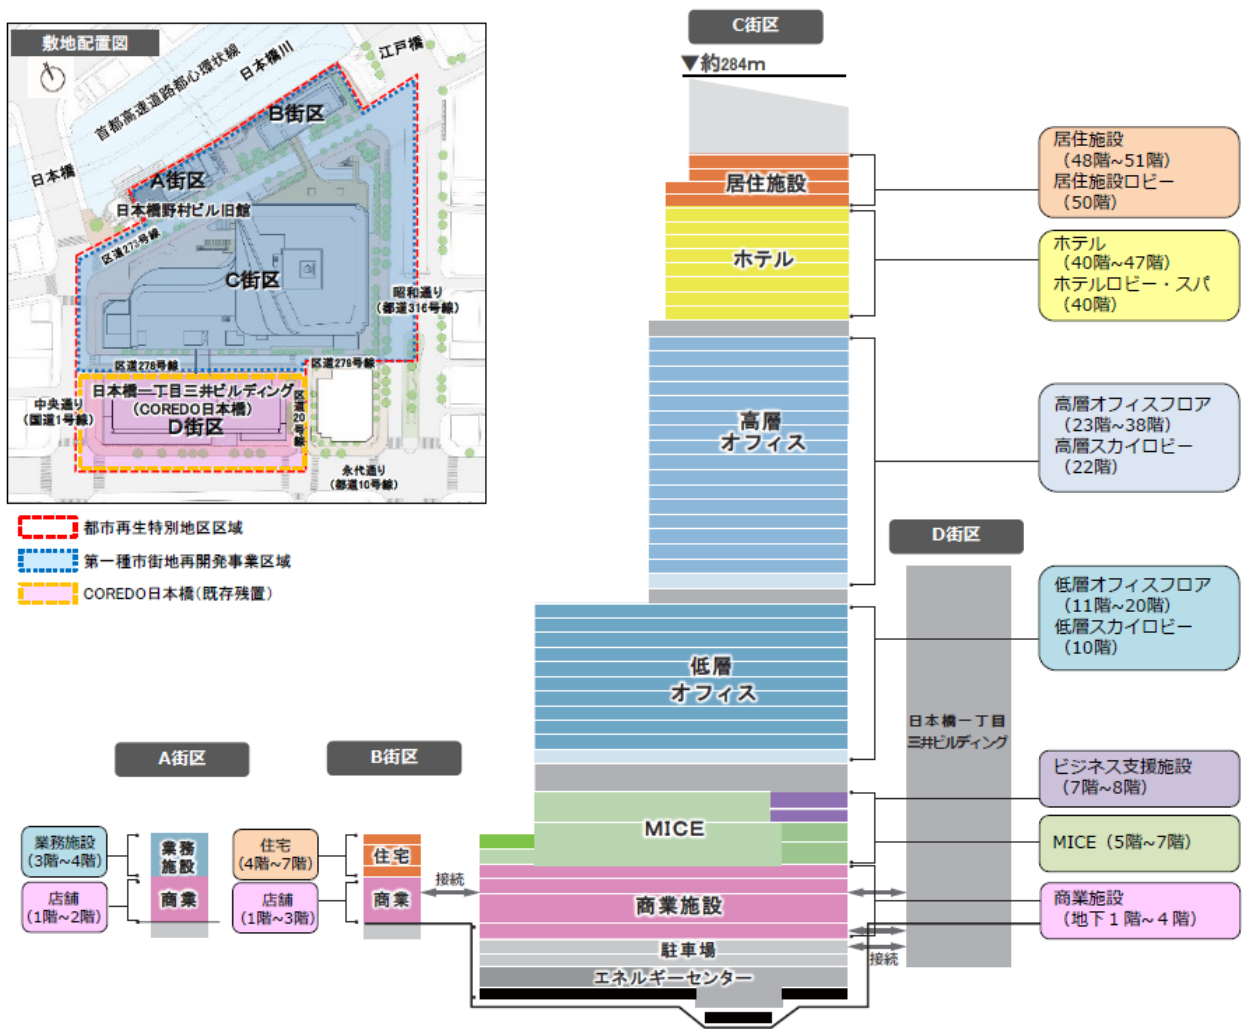 敷地配置図
首都高速道路都心環状線
日本橋川
江戸橋
日本橋
B街区
A街区
日本橋野村ビル旧館
区道273号線
C街区
昭和通り
(都道316号線)
区道278号線
区道278号線
中央通り
(国道1号線)
日本橋一丁目三井ビルディング
(COREDO日本橋)
D街区
区道20号線
永代通り
(都道10号線)
都市再生特別地区区域
第一種市街地再開発事業区域
COREDO日本橋(既存残置)
C街区
▼約284m
居住施設
ホテル
高層
オフィス
低層
オフィス
MICE
商業施設
駐車場
エネルギーセンター
居住施設
(48階~51階)
居住施設ロビー
(50階)
ホテル
(40階~47階)
ホテルロビー・スパ
(40階)
高層オフィスフロア
(23階~38階)
高層スカイロビー
(22階)
低層オフィスフロア
(11階~20階)
低層スカイロビー
(10階)
ビジネス支援施設
(7階~8階)
MICE(5階~7階)
商業施設
(地下1階~4階)
D街区
日本橋一丁目
三井ビルディング
接続
A街区
業務施設
(3階~4階)
店舗
(1階~2階)
業務
施設
商業
B街区
住宅
(4階~7階)
店舗
(1階~3階)
住宅
商業
接続